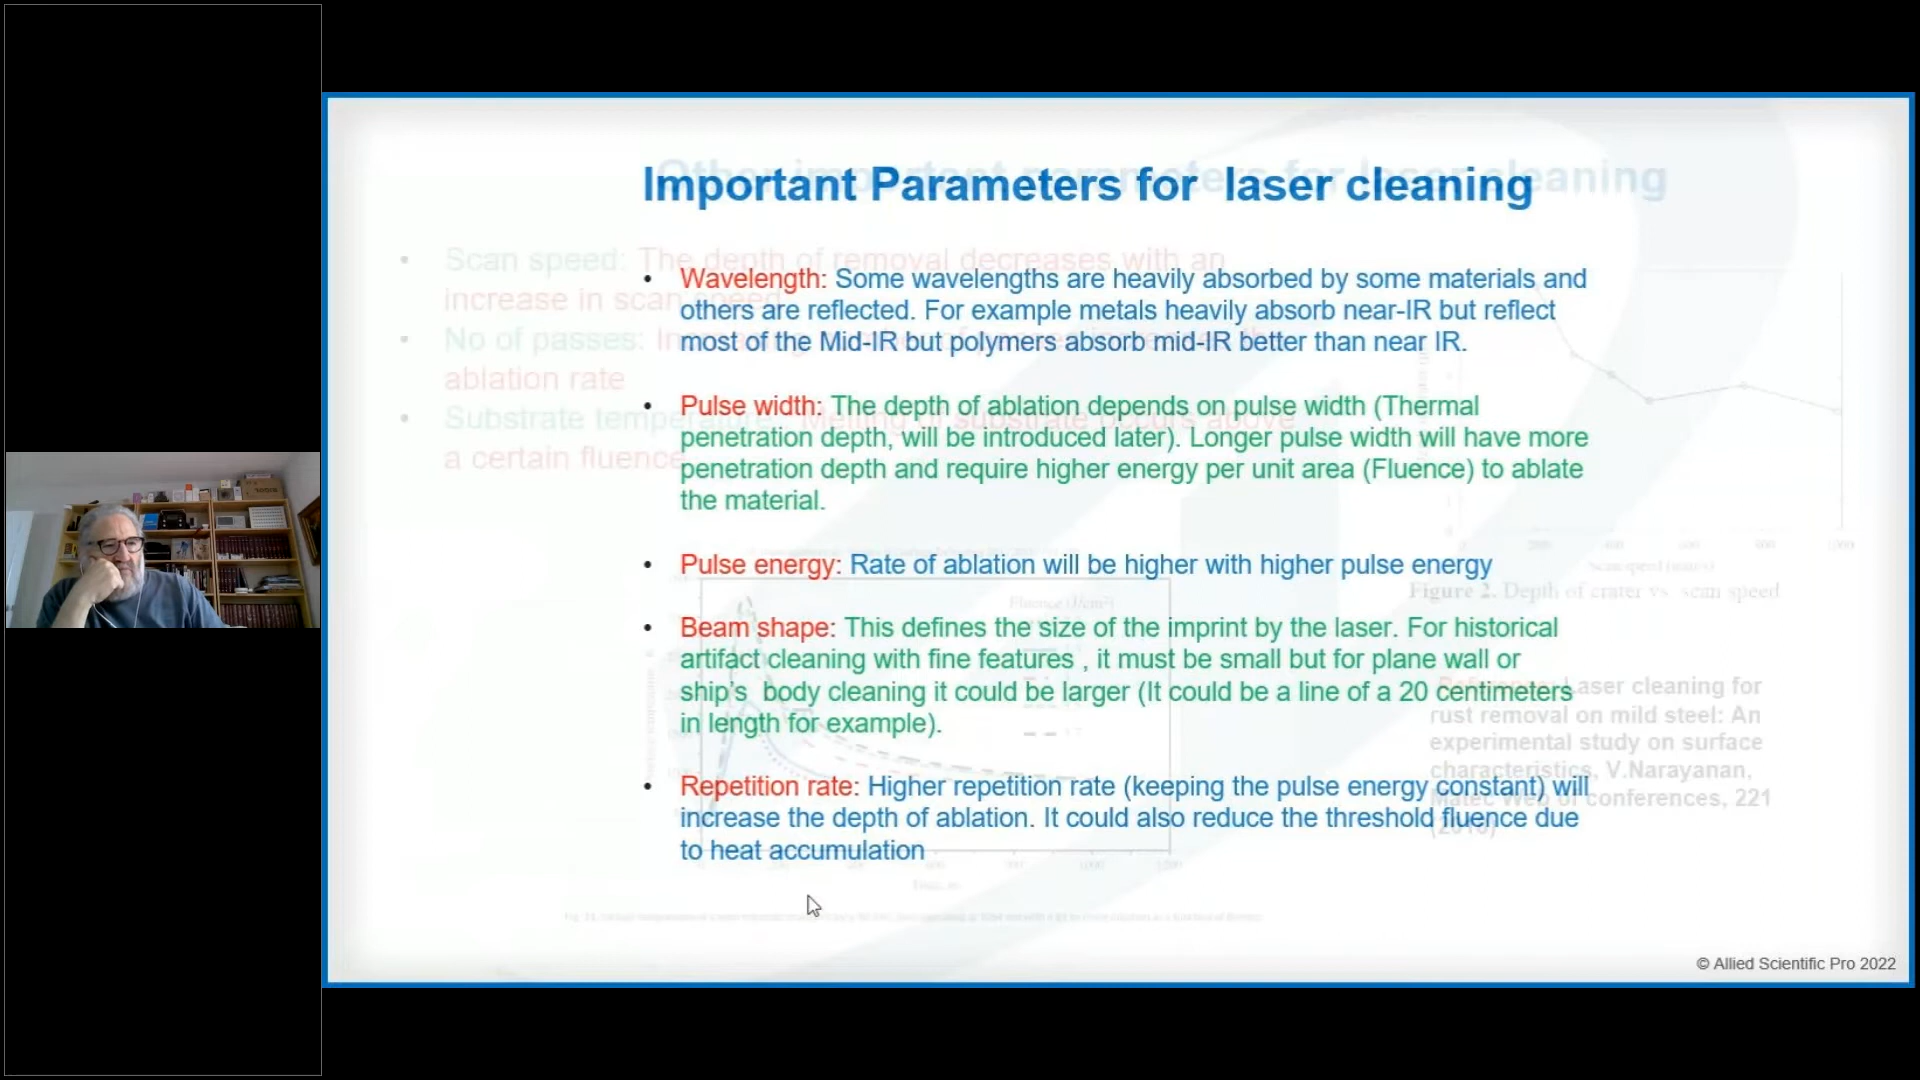 Important Parameters for laser cleaning
Other important parameters for laser cleaning
• Wavelength: Some wavelengths are heavily absorbed by some materials and
others are reflected. For example metals heavily absorb near-IR but reflect
most of the Mid-IR but polymers absorb mid-IR better than near IR.
• Pulse width: The depth of ablation depends on pulse width (Thermal
penetration depth, will be introduced later). Longer pulse width will have more
penetration depth and require higher energy per unit area (Fluence) to ablate
the material.
• Pulse energy: Rate of ablation will be higher with higher pulse energy
• Beam shape: This defines the size of the imprint by the laser. For historical
artifact cleaning with fine features , it must be small but for plane wall or
ship's body cleaning it could be larger (It could be a line of a 20 centimeters
in length for example).
• Repetition rate: Higher repetition rate (keeping the pulse energy constant) will
increase the depth of ablation. It could also reduce the threshold fluence due
to heat accumulation
• Scan speed: The depth of removal decreases with an
increase in scan speed
• No of passes: Increasing number of passes increases the
ablation rate
• Substrate temperature: Melting of substrate occurs above
a certain fluence
Fluence (J/cm²)
Scan speed (mm/s)
Figure 2. Depth of crater vs scan speed
Reference: Laser cleaning for
rust removal on mild steel: An
experimental study on surface
characteristics, V.Narayanan,
Matec Web of conferences, 221
© Allied Scientific Pro 2022